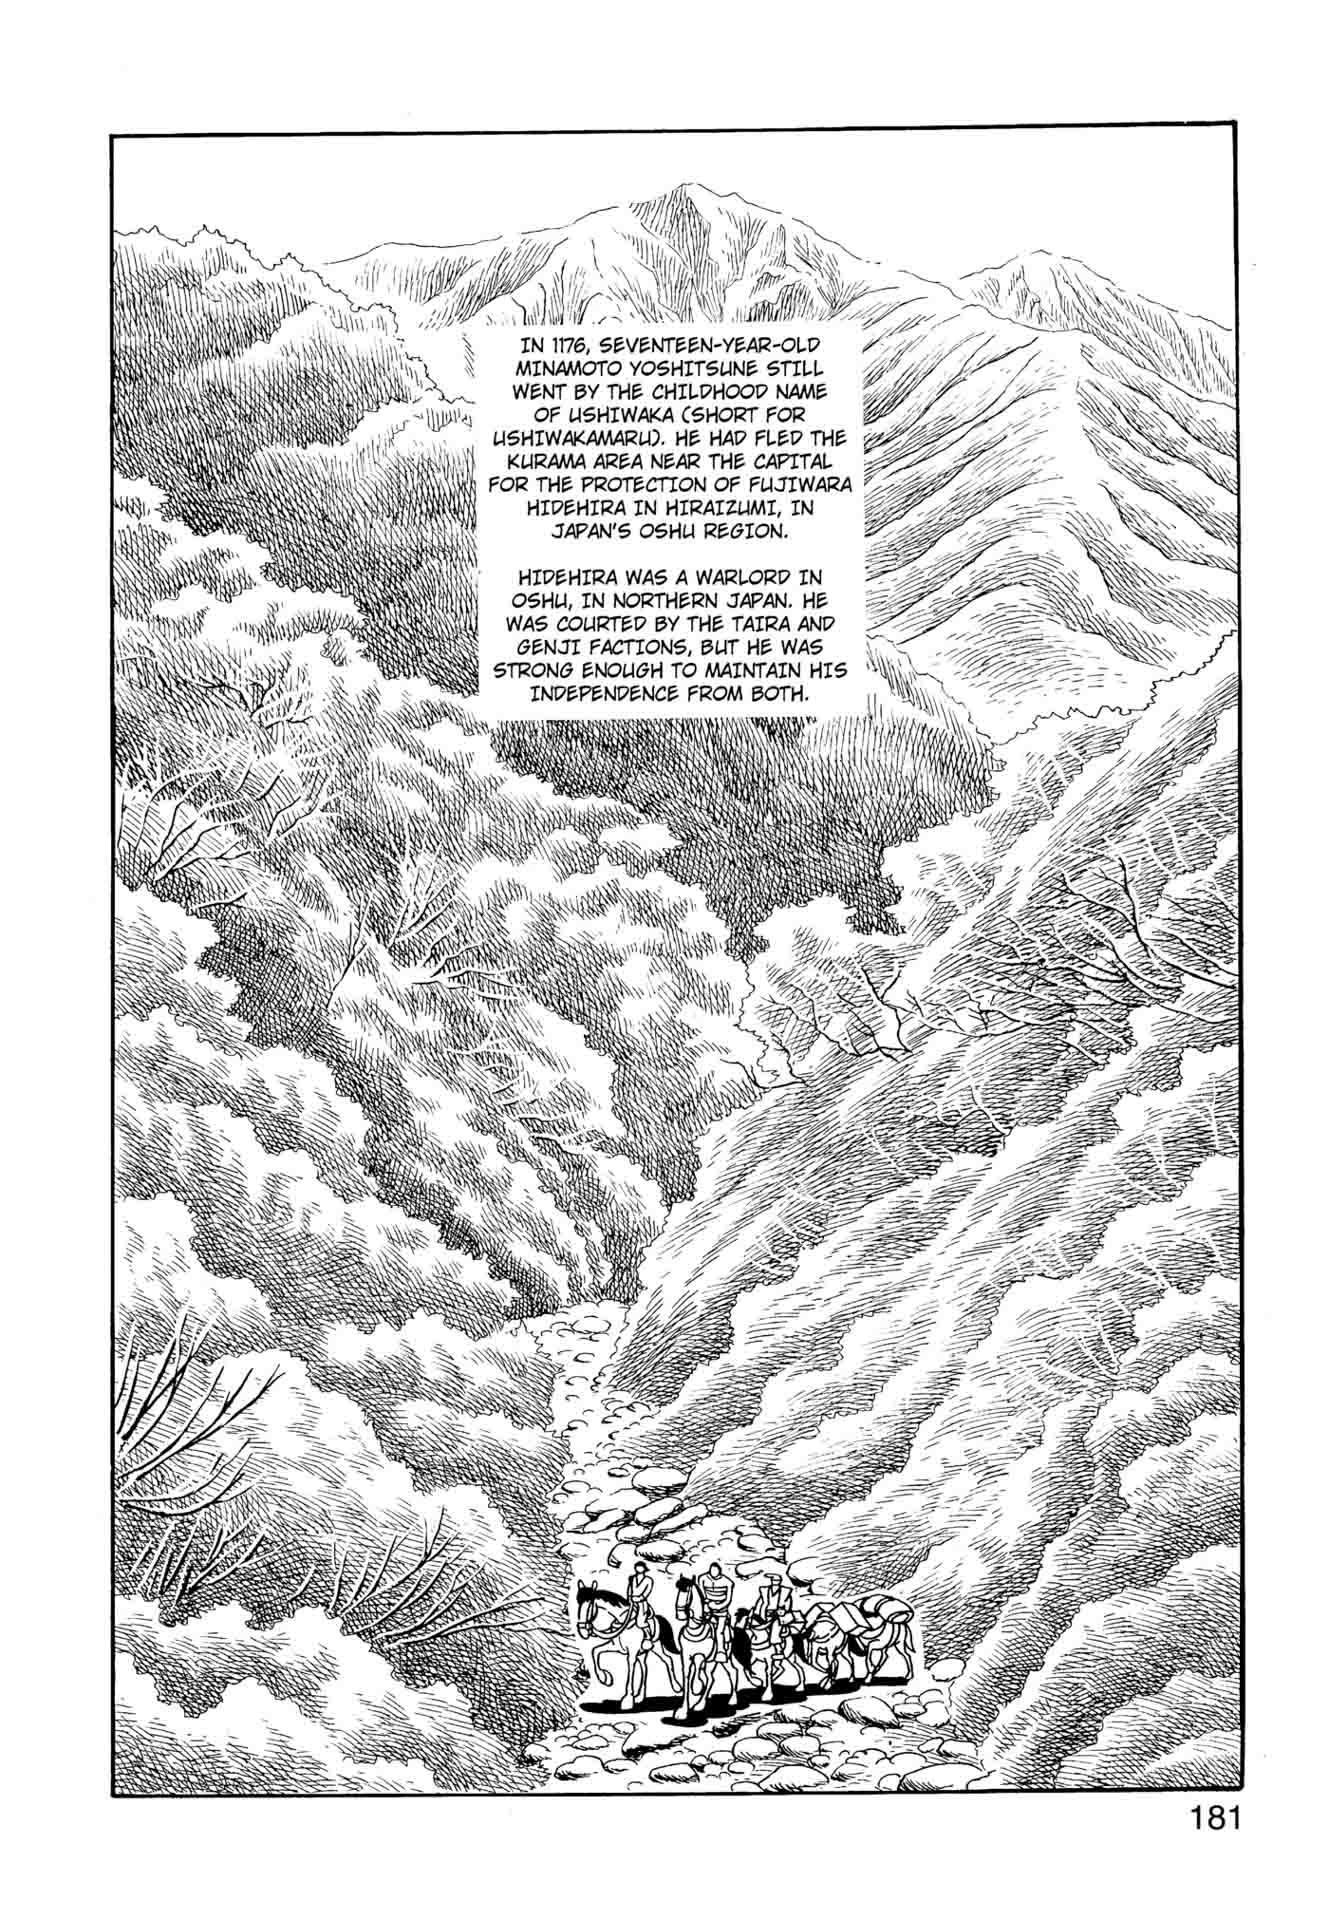 IN 1176, SEVENTEEN-YEAR-OLD
MINAMOTO YOSHITSUNE STILL
WENT BY THE CHILDHOOD NAME
OF USHIWAKA (SHORT FOR
USHIWAKAMARU). HE HAD FLED THE
KURAMA AREA NEAR THE CAPITAL
FOR THE PROTECTION OF FUJIWARA
HIDEHIRA IN HIRAIZUMI, IN
JAPAN'S OSHU REGION.
HIDEHIRA WAS A WARLORD IN
OSHU, IN NORTHERN JAPAN. HE
WAS COURTED BY THE TAIRA AND
GENJI FACTIONS, BUT HE WAS
STRONG ENOUGH TO MAINTAIN HIS
INDEPENDENCE FROM BOTH.
181